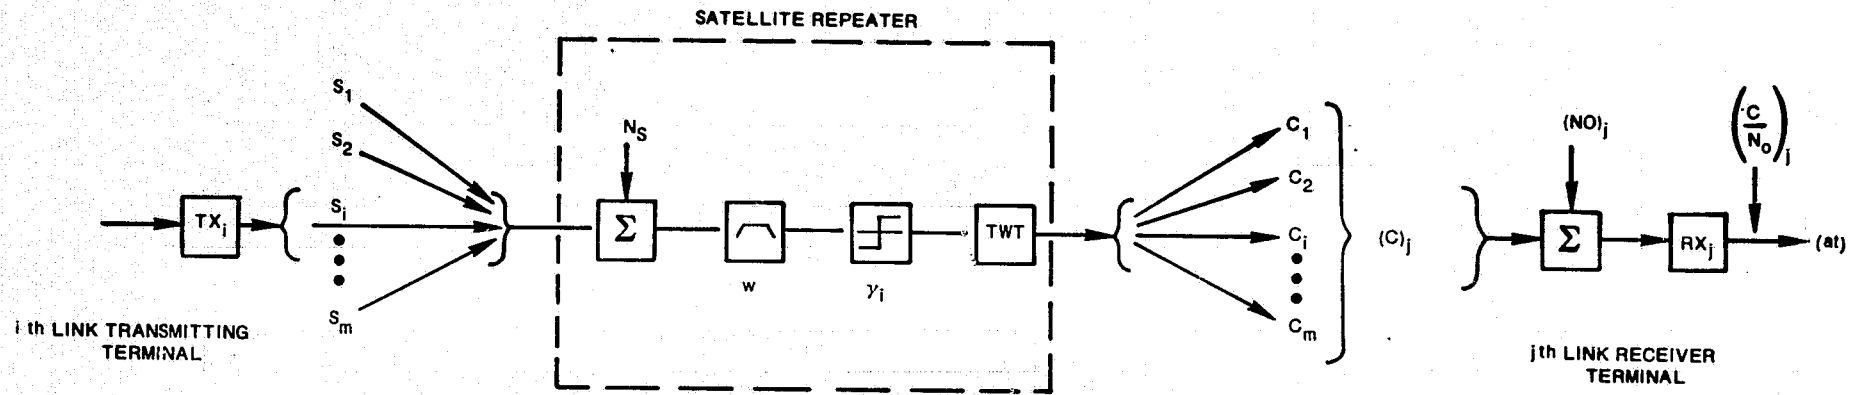 SATELLITE REPEATER
TXi
S1
S2
Si
Sm
i th LINK TRANSMITTING
TERMINAL
NS
Σ
W
γi
TWT
C1
C2
Ci
Cm
(C)j
(NO)j
Σ
RXj
(C/No)j
(at)
jth LINK RECEIVER
TERMINAL